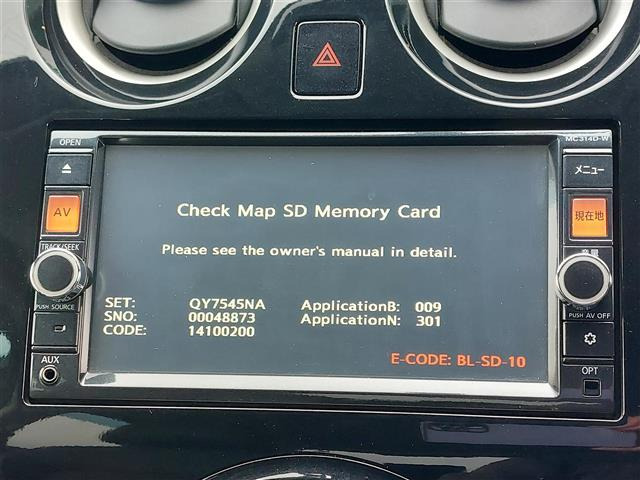 OPEN
MC314D-W
メニュー
AV
現在地
TRACK/SEEK
音量
PUSH SOURCE
PUSH AV OFF
AUX
OPT
Check Map SD Memory Card
Please see the owner's manual in detail.
SET: QY7545NA ApplicationB: 009
SNO: 00048873 ApplicationN: 301
CODE: 14100200
E-CODE: BL-SD-10